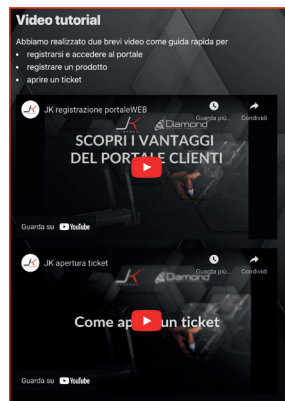 Video tutorial
Abbiamo realizzato due brevi video come guida rapida per
• registrarsi e accedere al portale
• registrare un prodotto
• aprire un ticket
JK registrazione portaleWEB
Guarda più...
Condividi
JK
Diamond
SCOPRI I VANTAGGI
DEL PORTALE CLIENTI
Guarda su YouTube
JK apertura ticket
Guarda più...
Condividi
JK
Diamond
Come ap un ticket
Guarda su YouTube